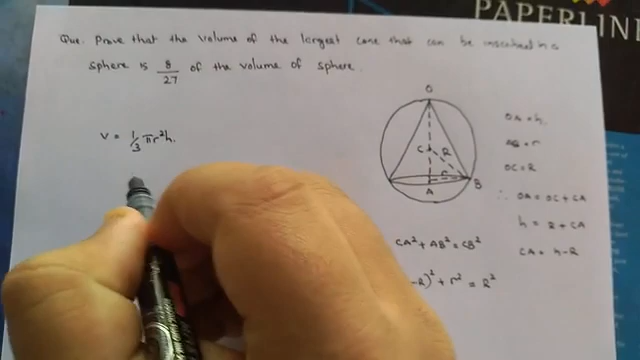 PAPERLINE
Que. Prove that the volume of the largest cone that can be inscribed in a
sphere is 8/27 of the volume of sphere.
V = 1/3 πr²h.
O
C
R
r
A
B
OA = h.
AB = r.
OC = R
∴ OA = OC + CA
h = R + CA
CA = h - R
CA² + AB² = CB²
- R)² + r² = R²